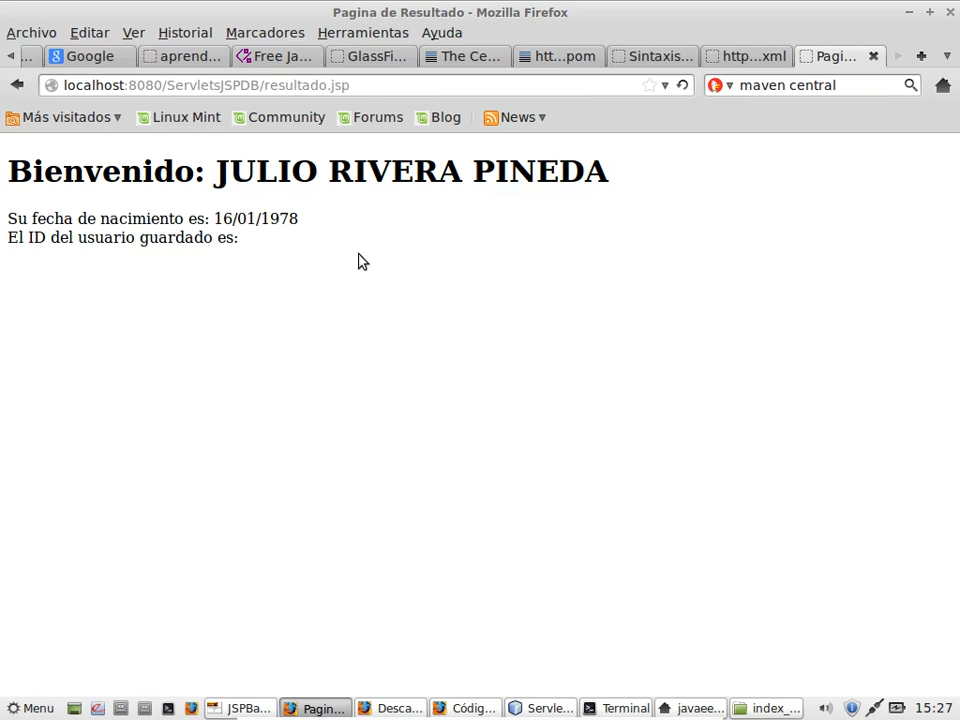 Pagina de Resultado - Mozilla Firefox
Archivo Editar Ver Historial Marcadores Herramientas Ayuda
... Google aprend... Free Ja... GlassFi... The Ce... htt...pom Sintaxis... http...xml Pagi...
localhost:8080/ServletsJSPDB/resultado.jsp maven central
Más visitados Linux Mint Community Forums Blog News
Bienvenido: JULIO RIVERA PINEDA
Su fecha de nacimiento es: 16/01/1978
El ID del usuario guardado es:
Menu JSPBa... Pagin... Desca... Códig... Servle... Terminal javaee... index_... 15:27